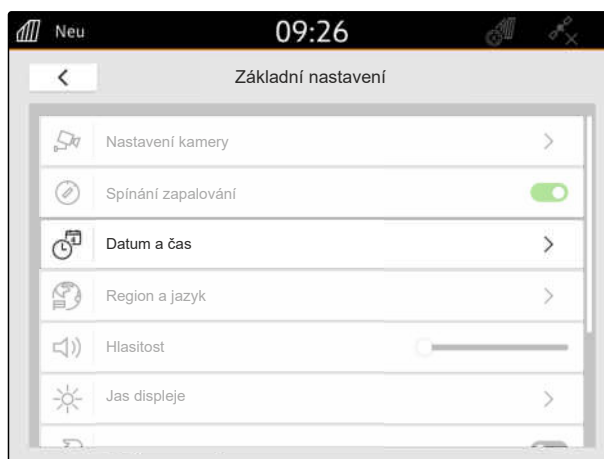 Neu
09:26
Základní nastavení
Nastavení kamery
Spínání zapalování
Datum a čas
Region a jazyk
Hlasitost
Jas displeje